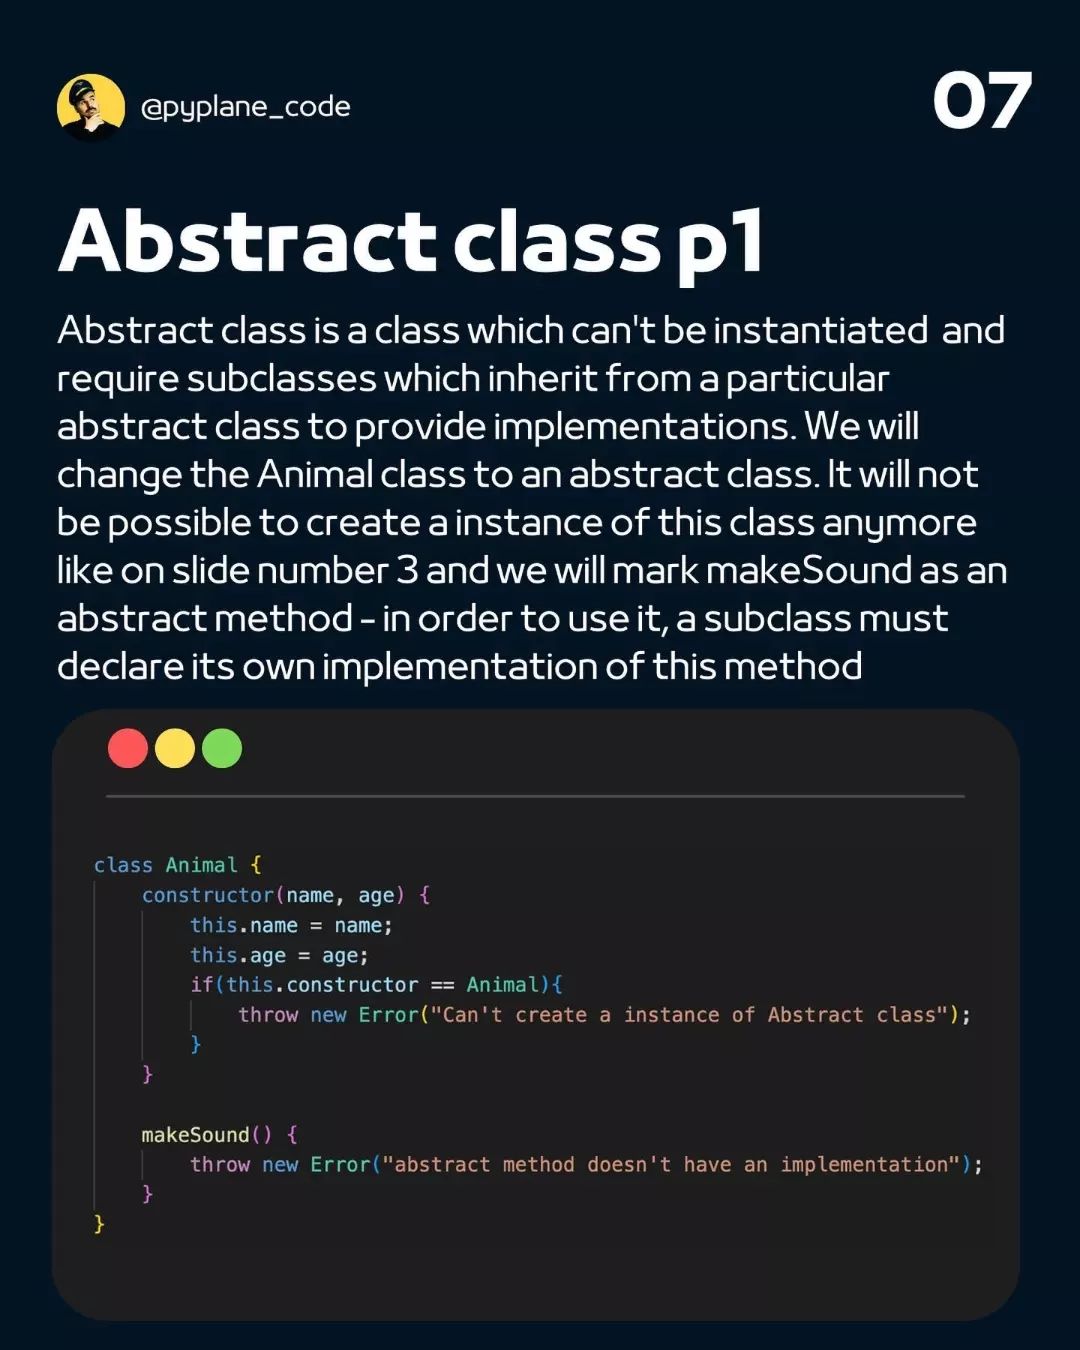 @pyplane_code
07
Abstract class p1
Abstract class is a class which can't be instantiated and
require subclasses which inherit from a particular
abstract class to provide implementations. We will
change the Animal class to an abstract class. It will not
be possible to create a instance of this class anymore
like on slide number 3 and we will mark makeSound as an
abstract method - in order to use it, a subclass must
declare its own implementation of this method
class Animal {
    constructor(name, age) {
        this.name = name;
        this.age = age;
        if(this.constructor == Animal){
            throw new Error("Can't create a instance of Abstract class");
        }
    }
    makeSound() {
        throw new Error("abstract method doesn't have an implementation");
    }
}